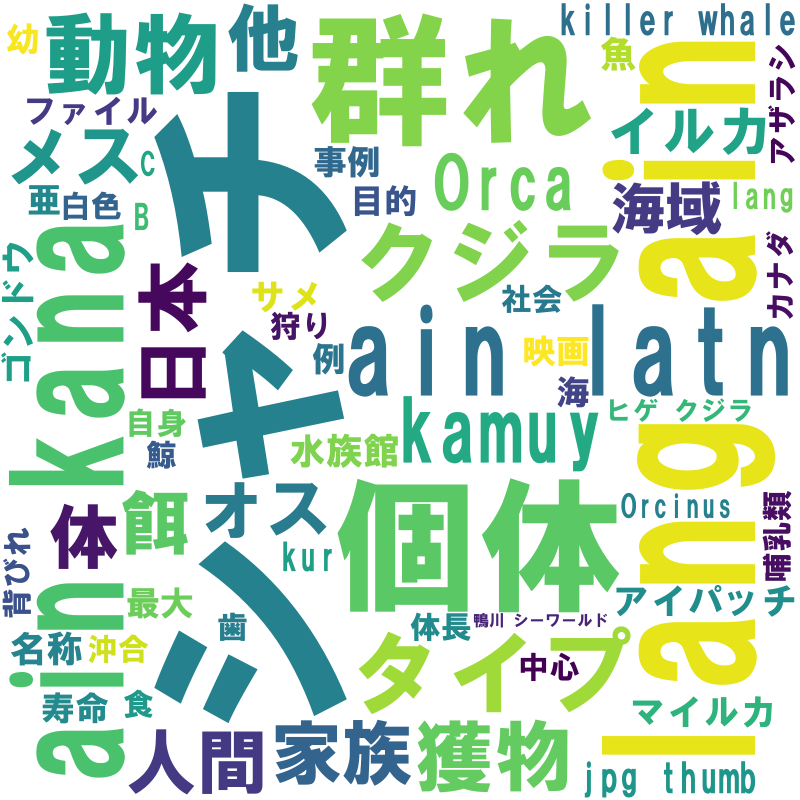 killer whale
幼
動物
他
群れ
魚
lang ain
アザラシ
ファイル
メス
C
事例
イルカ
亜
白色
B
目的
Orca
海域
lang
シャチ
クジラ
カナダ
ゴンドウ
ain kana
日本
サメ
狩り
社会
ain latn
例
映画
海
自身
鯨
水族館
kamuy
ヒゲ クジラ
体
餌
オス
個体
Orcinus
哺乳類
背びれ
kur
最大
歯
体長
鴨川 シーワールド
アイパッチ
名称
沖合
タイプ
中心
寿命
食
マイルカ
人間
家族
獲物
jpg thumb